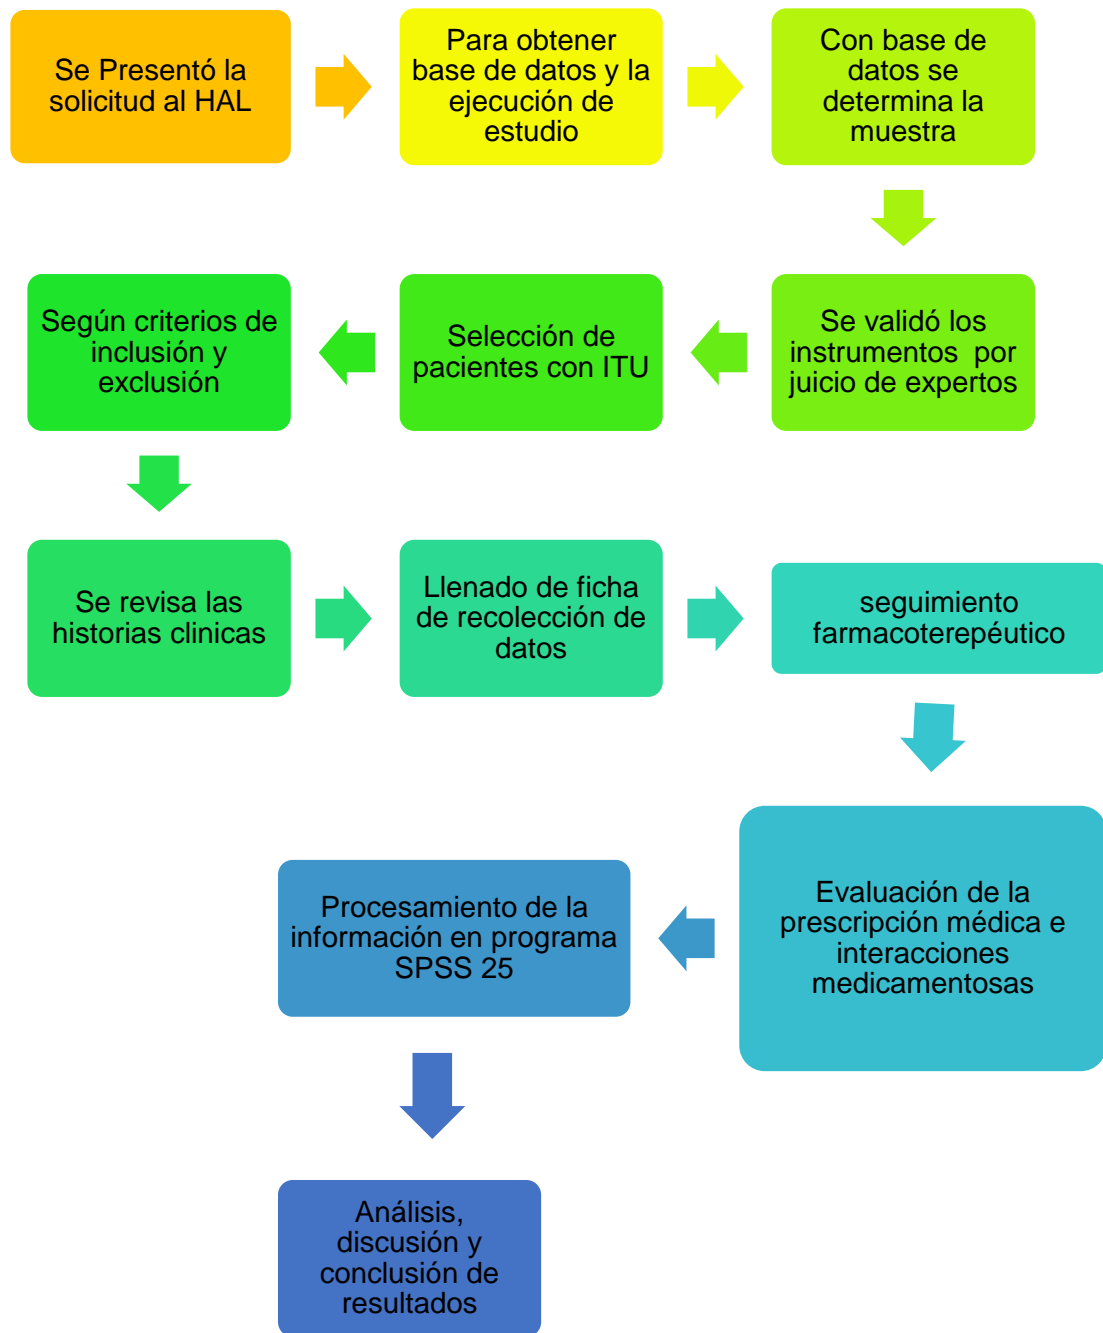 Se Presentó la
solicitud al HAL
Para obtener
base de datos y la
ejecución de
estudio
Con base de
datos se
determina la
muestra
Se validó los
instrumentos por
juicio de expertos
Selección de
pacientes con ITU
Según criterios de
inclusión y
exclusión
Se revisa las
historias clinicas
Llenado de ficha
de recolección de
datos
seguimiento
farmacoterepéutico
Evaluación de la
prescripción médica e
interacciones
medicamentosas
Procesamiento de la
información en programa
SPSS 25
Análisis,
discusión y
conclusión de
resultados